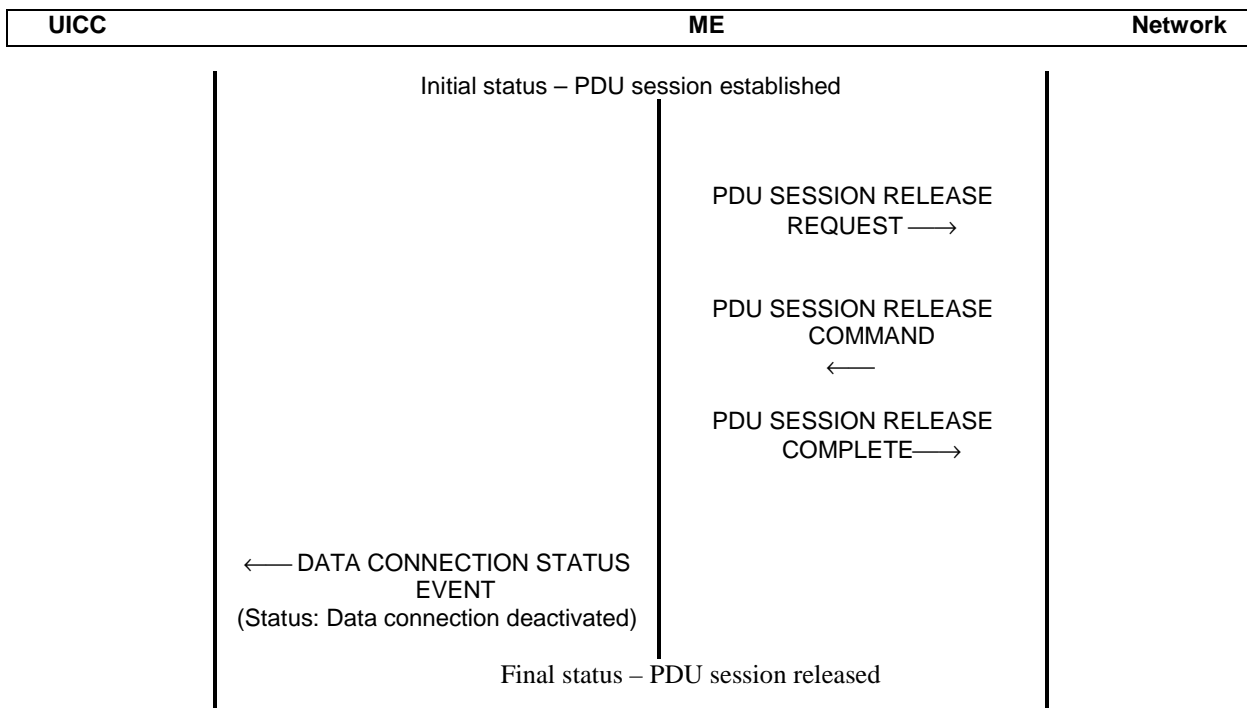 UICC ME Network
Initial status – PDU session established
PDU SESSION RELEASE
REQUEST ⟶
PDU SESSION RELEASE
COMMAND
⟵
PDU SESSION RELEASE
COMPLETE⟶
⟵ DATA CONNECTION STATUS
EVENT
(Status: Data connection deactivated)
Final status – PDU session released